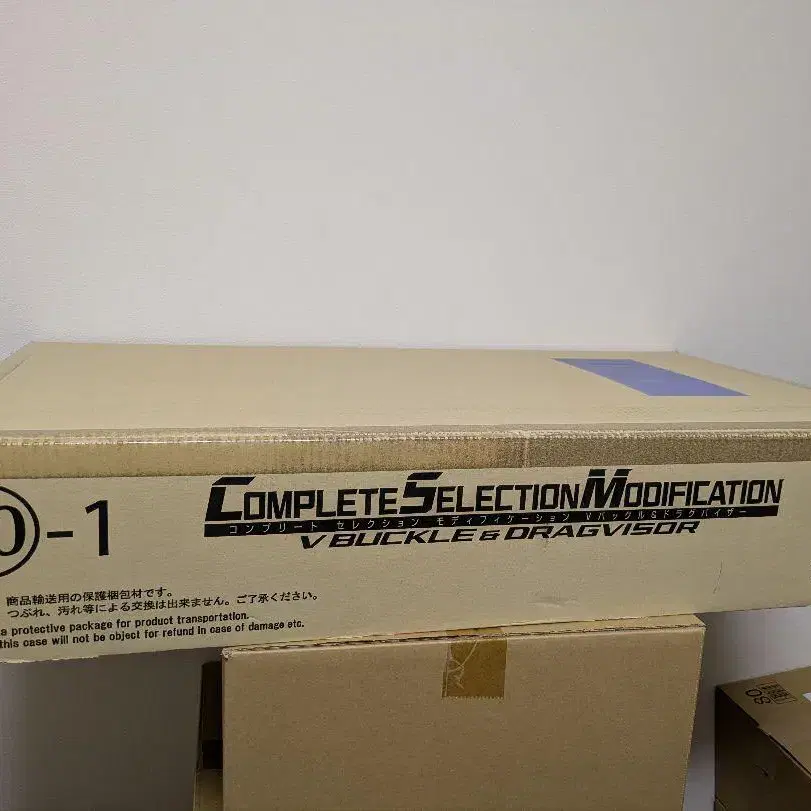 0-1
COMPLETE SELECTION MODIFICATION
コンプリート セレクション モディフィケーション Vバックル&ドラグバイザー
V BUCKLE & DRAGVISOR
商品輸送用の保護梱包材です。
つぶれ、汚れ等による交換は出来ません。ご了承ください。
a protective package for product transportation.
this case will not be object for refund in case of damage etc.